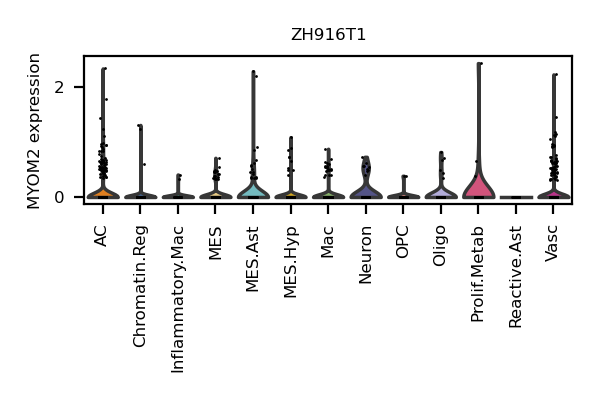 ZH916T1
MYOM2 expression
2
0
AC
Chromatin.Reg
Inflammatory.Mac
MES
MES.Ast
MES.Hyp
Mac
Neuron
OPC
Oligo
Prolif.Metab
Reactive.Ast
Vasc